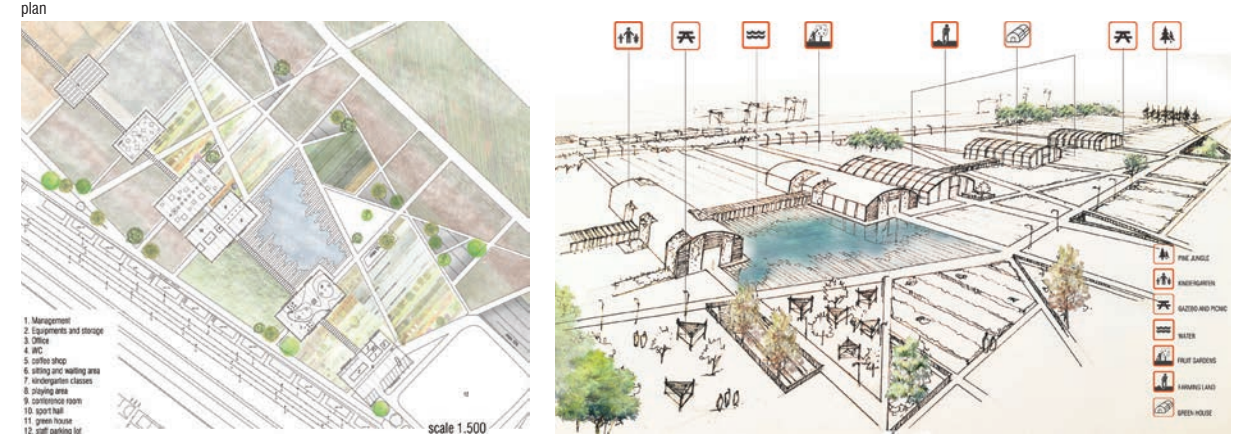 plan
1. Management
2. Equipments and storage
3. Office
4. WC
5. coffee shop
6. sitting and waiting area
7. kindergarten classes
8. playing area
9. conference room
10. sport hall
11. green house
12. staff parking lot
scale 1.500
PINE JUNGLE
KINDERGARTEN
GAZEBO AND PICNIC
WATER
FRUIT GARDENS
FARMING LAND
GREEN HOUSE